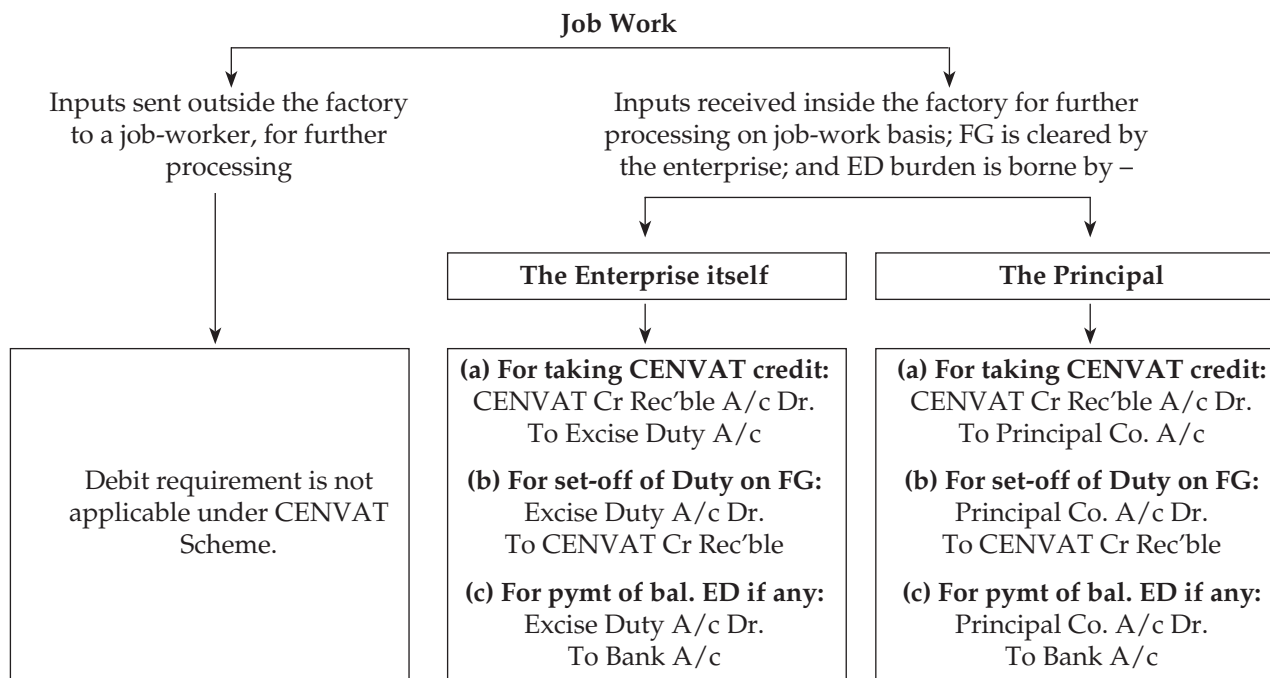 Job Work
Inputs sent outside the factory
to a job-worker, for further
processing
Inputs received inside the factory for further
processing on job-work basis; FG is cleared by
the enterprise; and ED burden is borne by –
The Enterprise itself
The Principal
Debit requirement is not
applicable under CENVAT
Scheme.
(a) For taking CENVAT credit:
CENVAT Cr Rec’ble A/c Dr.
To Excise Duty A/c
(b) For set-off of Duty on FG:
Excise Duty A/c Dr.
To CENVAT Cr Rec’ble
(c) For pymt of bal. ED if any:
Excise Duty A/c Dr.
To Bank A/c
(a) For taking CENVAT credit:
CENVAT Cr Rec’ble A/c Dr.
To Principal Co. A/c
(b) For set-off of Duty on FG:
Principal Co. A/c Dr.
To CENVAT Cr Rec’ble
(c) For pymt of bal. ED if any:
Principal Co. A/c Dr.
To Bank A/c